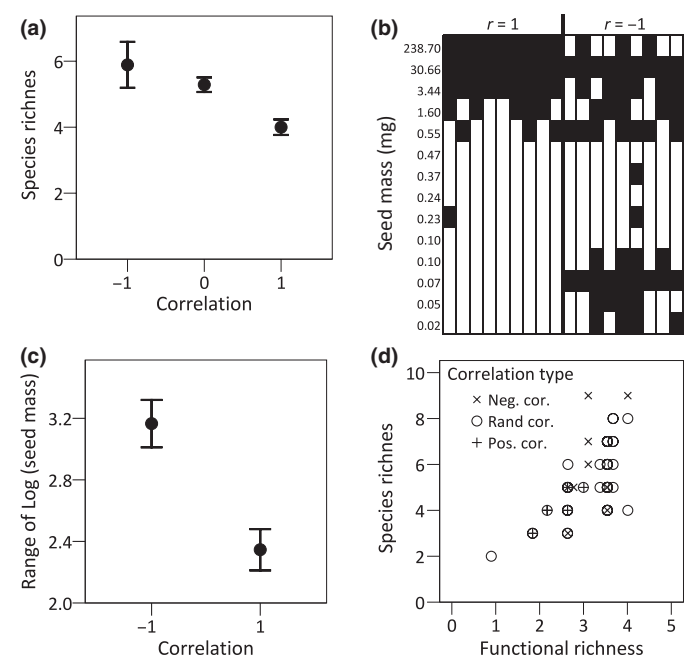 (a)
6
4
2
0
Species richnes
−1 0 1
Correlation
(b)
r = 1 r = −1
238.70
30.66
3.44
1.60
0.55
0.47
0.37
0.24
0.23
0.10
0.10
0.07
0.05
0.02
Seed mass (mg)
(c)
3.2
2.8
2.4
2.0
Range of Log (seed mass)
−1 1
Correlation
(d)
Correlation type
× Neg. cor.
○ Rand cor.
+ Pos. cor.
10
8
6
4
2
0
Species richnes
0 1 2 3 4 5
Functional richness